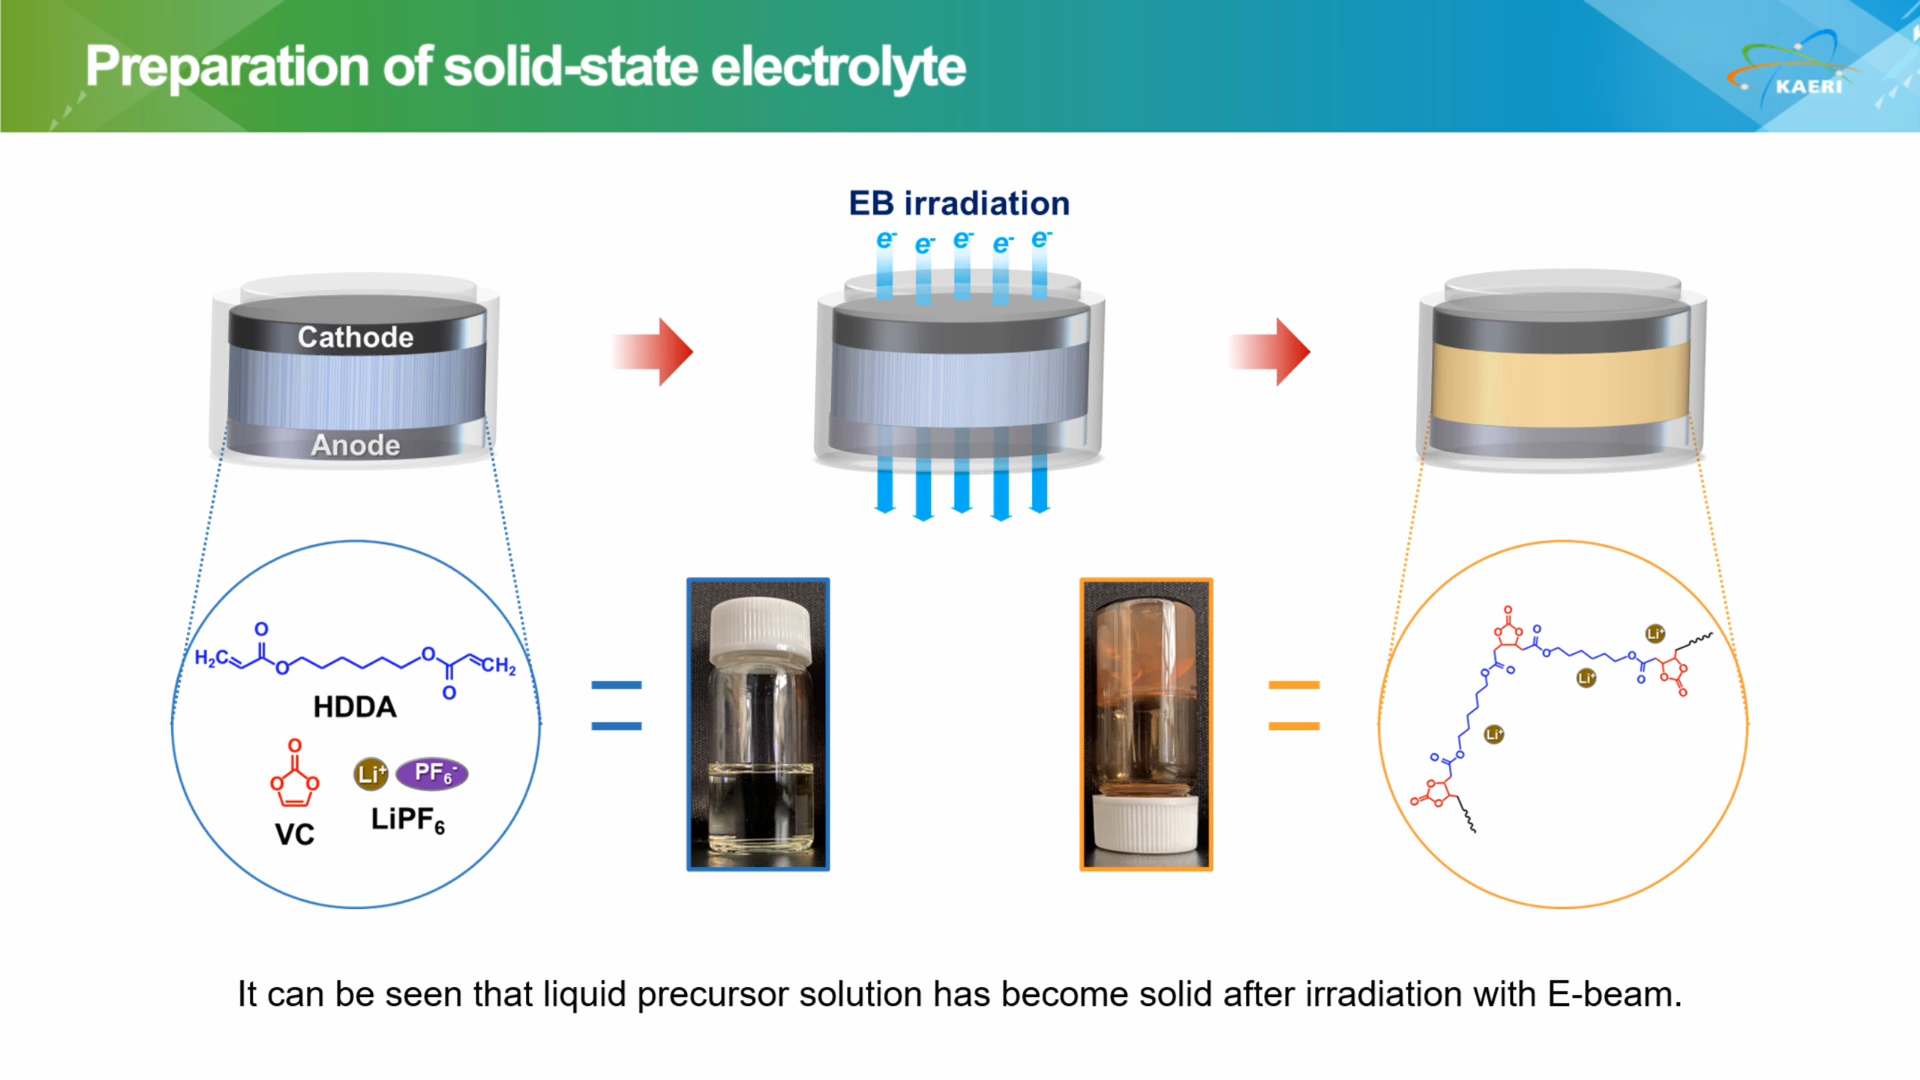 Preparation of solid-state electrolyte
KAERI
EB irradiation
e- e- e- e- e-
Cathode
Anode
O
H₂C O O CH₂
O
HDDA
O
O O
VC
Li⁺ PF₆⁻
LiPF₆
O
O O O
O
O O
O
O
Li⁺
O
O
O
O
O
Li⁺
Li⁺
O
O
O
O
O
It can be seen that liquid precursor solution has become solid after irradiation with E-beam.